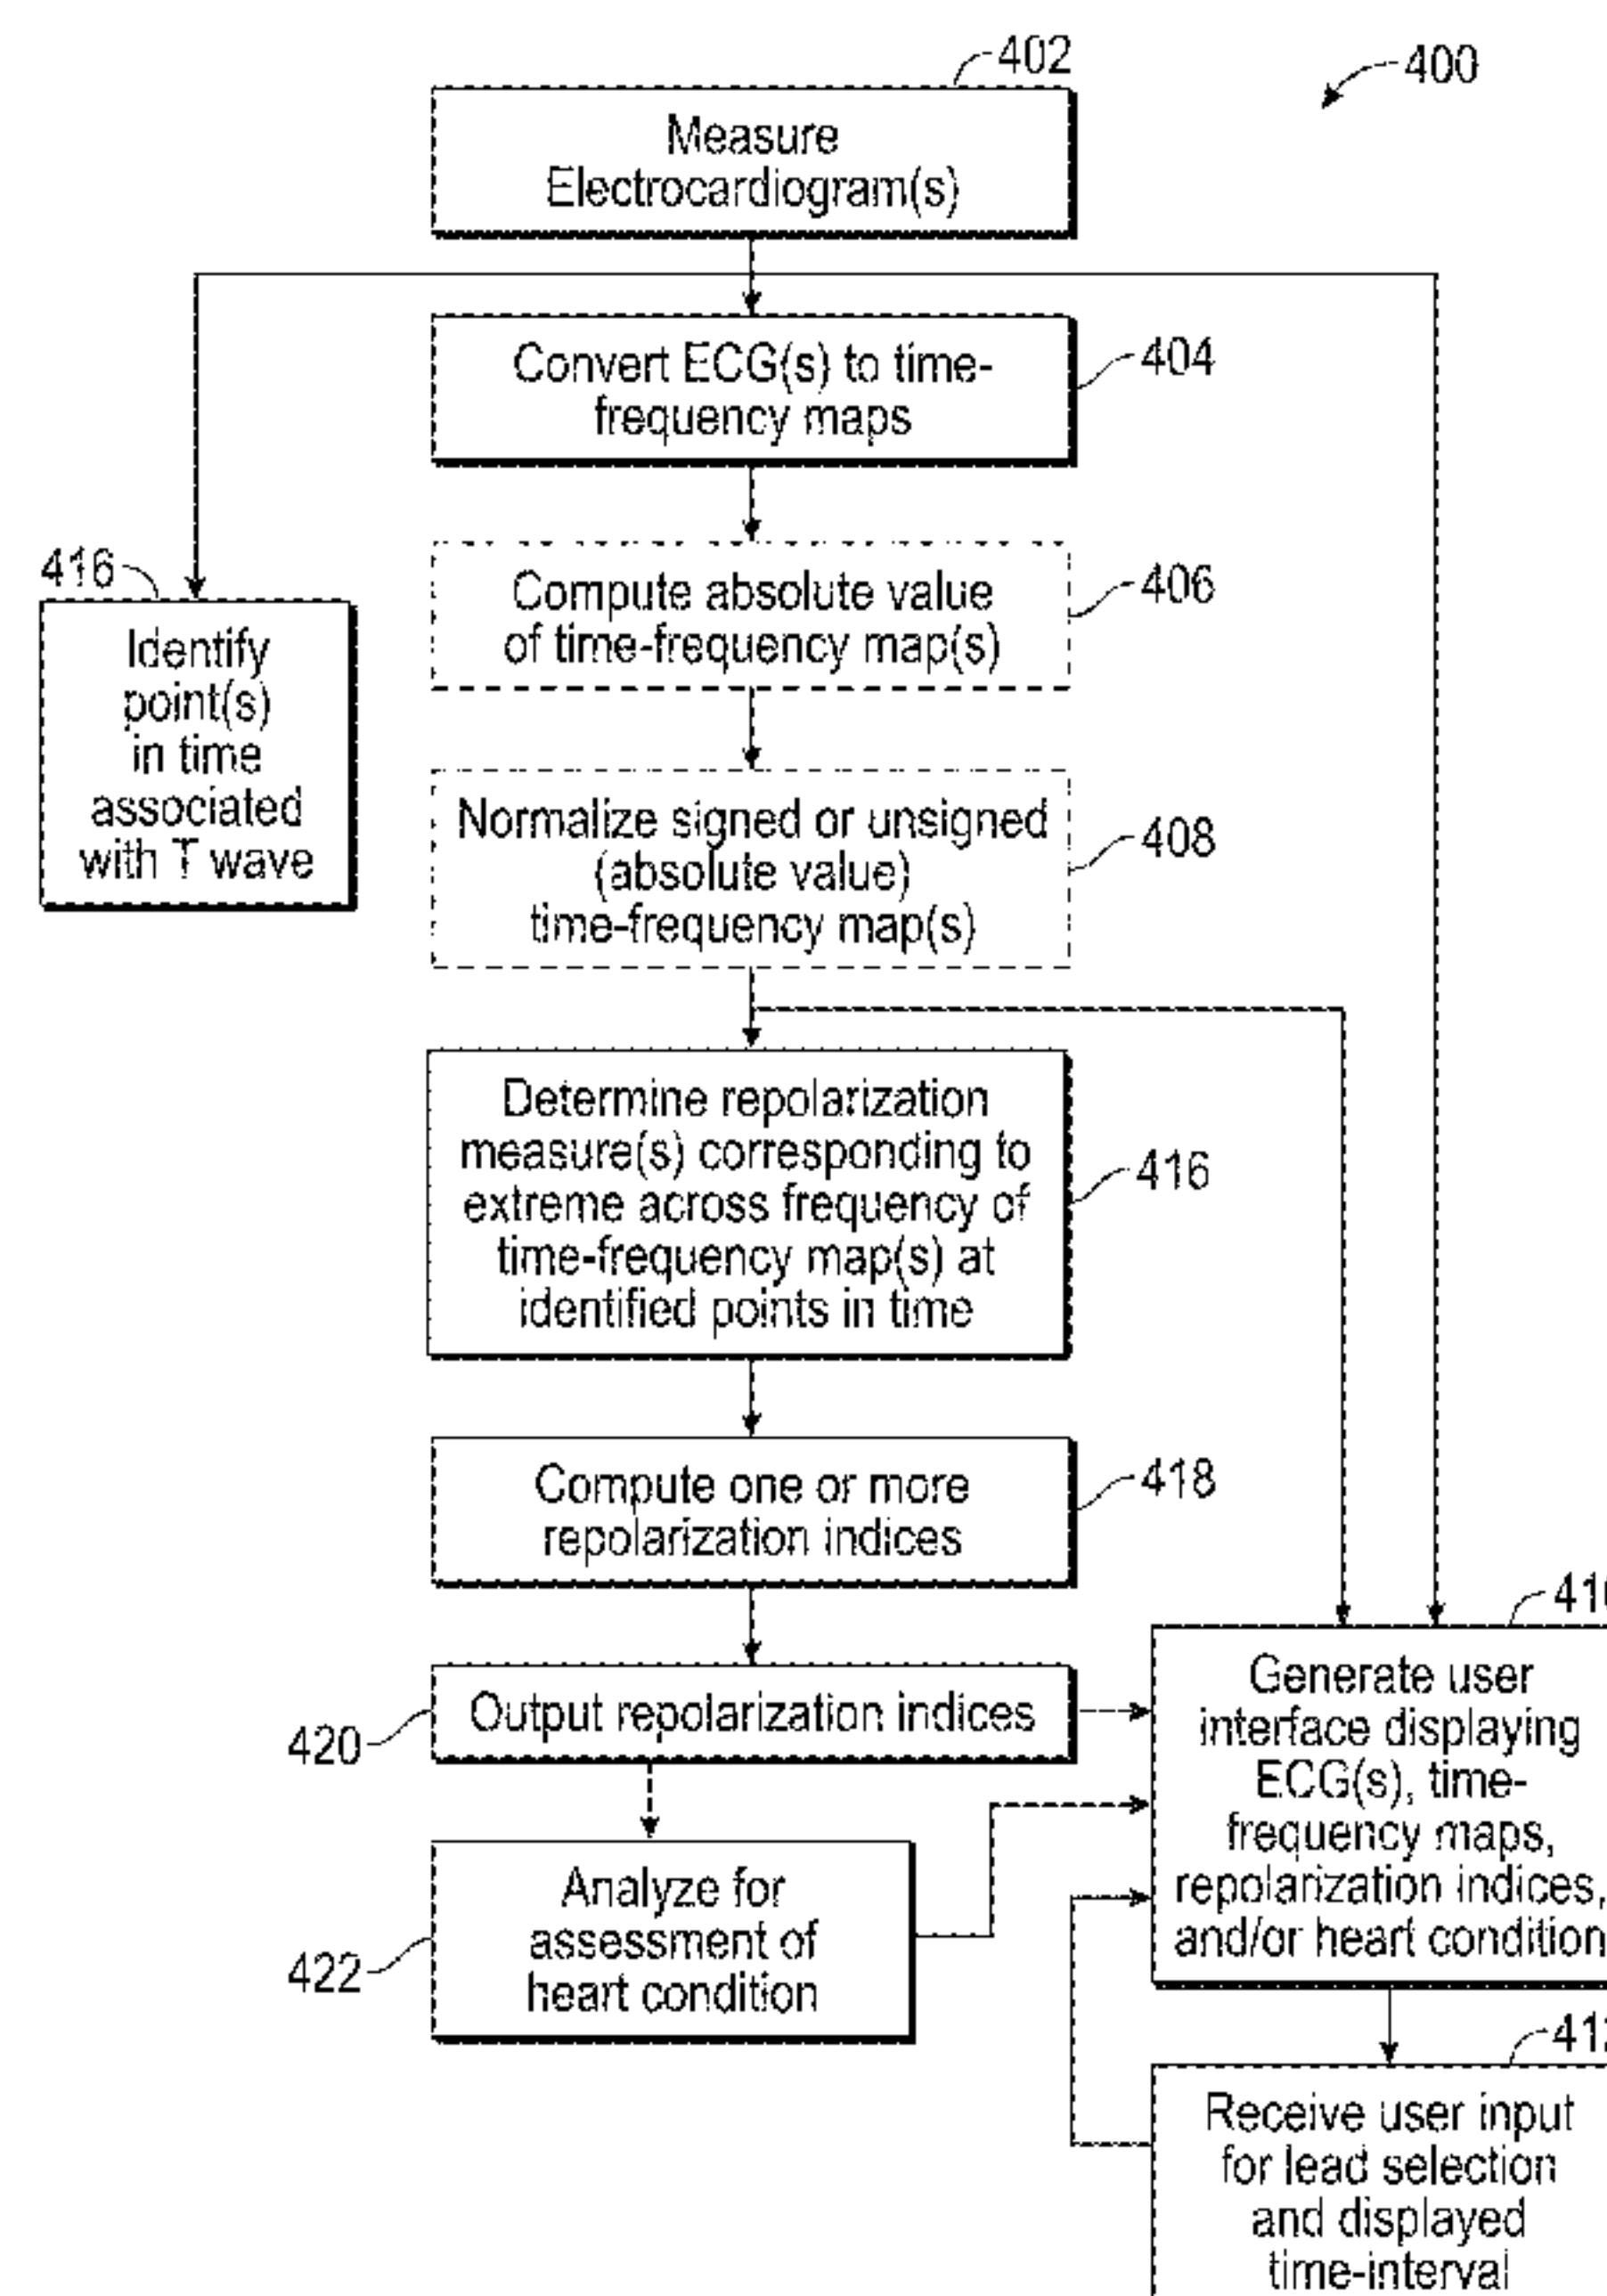 402
400
Measure
Electrocardiogram(s)
Convert ECG(s) to time-
frequency maps
404
416
Identify
point(s)
in time
associated
with T wave
Compute absolute value
of time-frequency map(s)
406
Normalize signed or unsigned
(absolute value)
time-frequency map(s)
408
Determine repolarization
measure(s) corresponding to
extreme across frequency of
time-frequency map(s) at
identified points in time
416
Compute one or more
repolarization indices
418
Output repolarization indices
420
Analyze for
assessment of
heart condition
422
Generate user
interface displaying
ECG(s), time-
frequency maps,
repolarization indices,
and/or heart condition
Receive user input
for lead selection
and displayed
time-interval